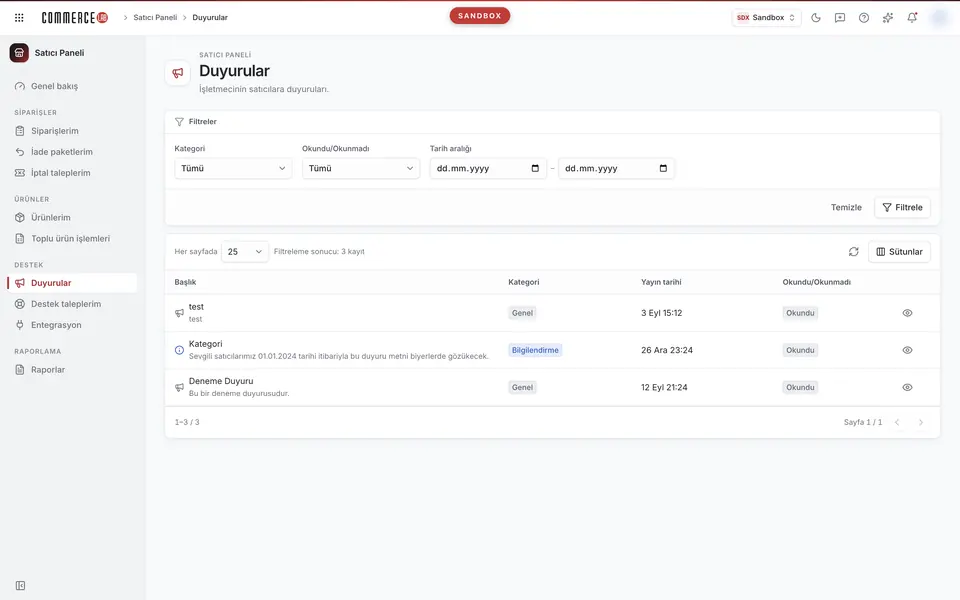 COMMERCE LAB
Satıcı Paneli
Duyurular
SANDBOX
SDX Sandbox
Satıcı Paneli
Genel bakış
SİPARİŞLER
Siparişlerim
İade paketlerim
İptal taleplerim
ÜRÜNLER
Ürünlerim
Toplu ürün işlemleri
DESTEK
Duyurular
Destek taleplerim
Entegrasyon
RAPORLAMA
Raporlar
SATICI PANELİ
Duyurular
İşletmecinin satıcılara duyuruları.
Filtreler
Kategori Okundu/Okunmadı Tarih aralığı
Tümü Tümü dd.mm.yyyy – dd.mm.yyyy
Temizle Filtrele
Her sayfada 25 Filtreleme sonucu: 3 kayıt Sütunlar
Başlık Kategori Yayın tarihi Okundu/Okunmadı
test
test
Genel 3 Eyl 15:12 Okundu
Kategori
Sevgili satıcılarımız 01.01.2024 tarihi itibariyla bu duyuru metni biyerlerde gözükecek.
Bilgilendirme 26 Ara 23:24 Okundu
Deneme Duyuru
Bu bir deneme duyurusudur.
Genel 12 Eyl 21:24 Okundu
1–3 / 3 Sayfa 1 / 1